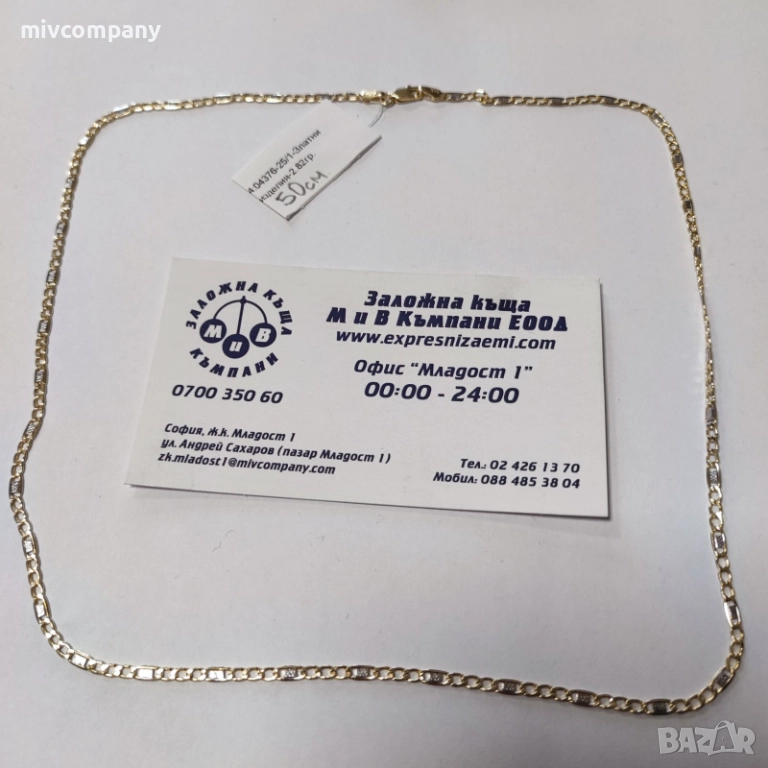 mivcompany
А 04376-25/1-Златни
изделия-2.82гр.
50см
ЗАЛОЖНА КЪЩА
М и В
КЪМПАНИ
0700 350 60
Заложна къща
М и В Къмпани ЕООД
www.expresnizaemi.com
Офис "Младост 1"
00:00 - 24:00
София, ж.к. Младост 1
ул. Андрей Сахаров (пазар Младост 1)
zk.mladost1@mivcompany.com
Тел.: 02 426 13 70
Мобил.: 088 485 38 04
BAZAR